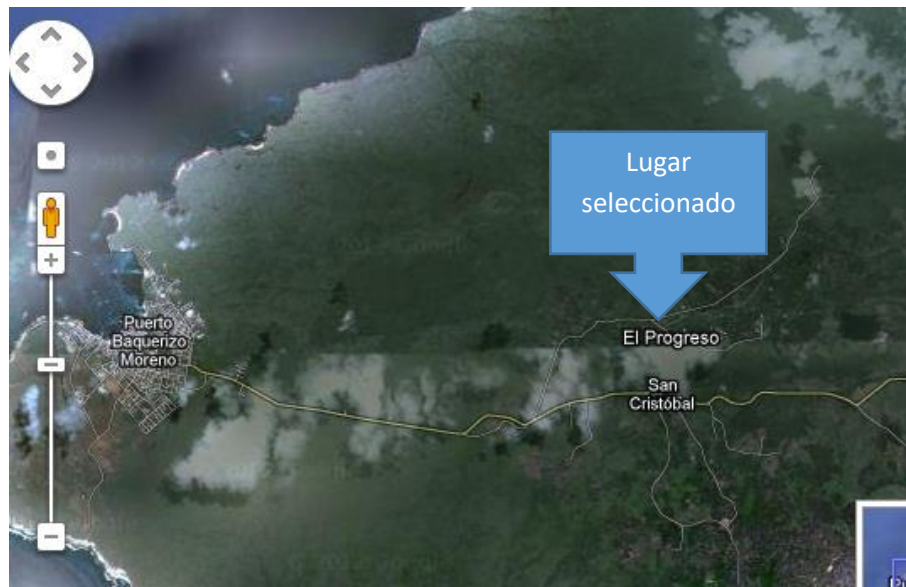 Lugar
seleccionado
Puerto
Baquerizo
Moreno
El Progreso
San
Cristóbal